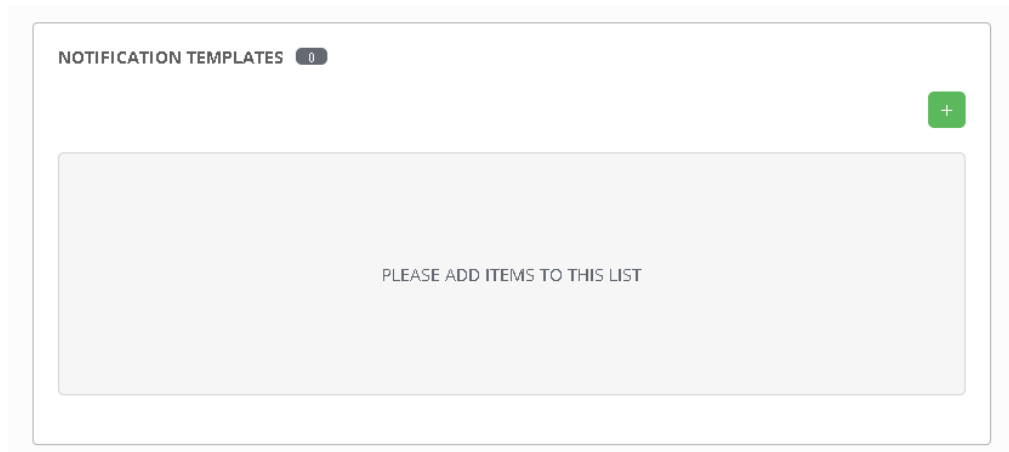 NOTIFICATION TEMPLATES 0
+
PLEASE ADD ITEMS TO THIS LIST